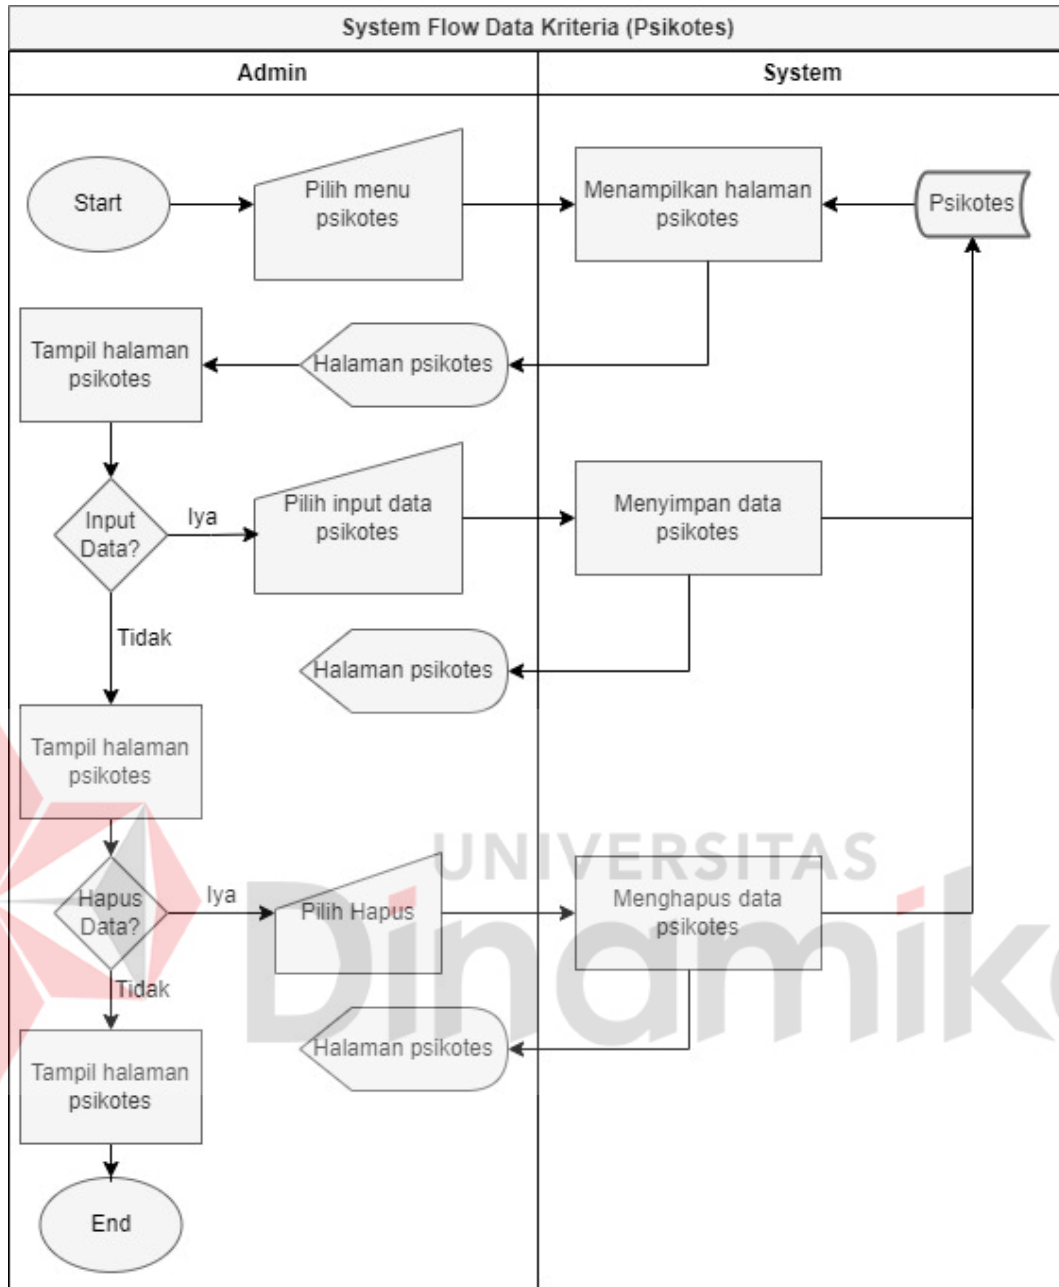 System Flow Data Kriteria (Psikotes)
Admin
System
Start
Pilih menu
psikotes
Menampilkan halaman
psikotes
Psikotes
Tampil halaman
psikotes
Halaman psikotes
Input
Data?
Iya
Pilih input data
psikotes
Menyimpan data
psikotes
Tidak
Halaman psikotes
Tampil halaman
psikotes
UNIVERSITAS
Dinamika
Hapus
Data?
Iya
Pilih Hapus
Menghapus data
psikotes
Tidak
Halaman psikotes
Tampil halaman
psikotes
End